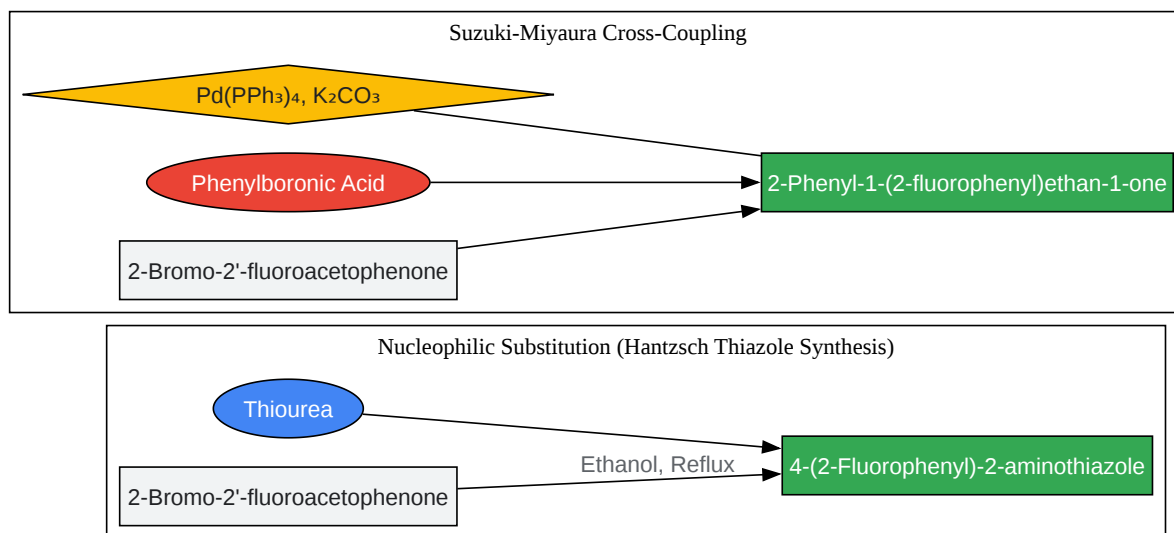 Suzuki-Miyaura Cross-Coupling
Pd(PPh₃)₄, K₂CO₃
Phenylboronic Acid
2-Phenyl-1-(2-fluorophenyl)ethan-1-one
2-Bromo-2'-fluoroacetophenone
Nucleophilic Substitution (Hantzsch Thiazole Synthesis)
Thiourea
Ethanol, Reflux
4-(2-Fluorophenyl)-2-aminothiazole
2-Bromo-2'-fluoroacetophenone